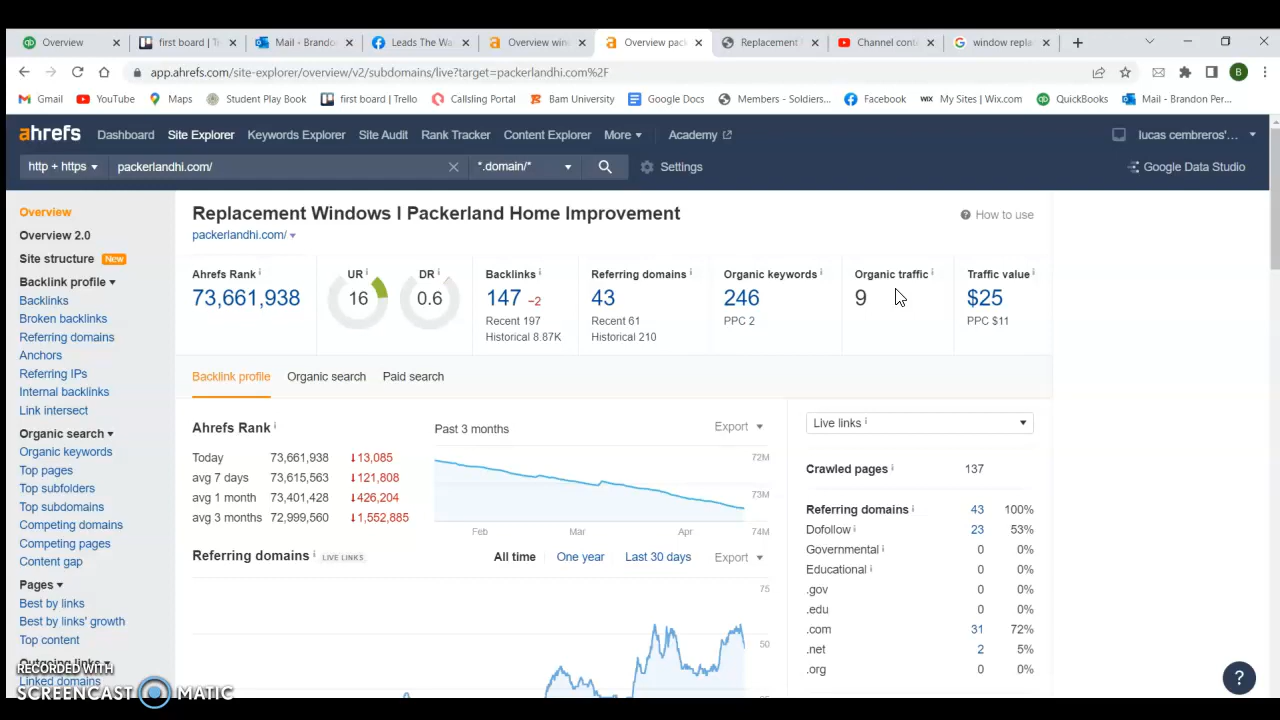 Overview
first board | Tr
Mail - Brando
Leads The Wa
Overview win
Overview pac
Replacement
Channel cont
window repla
app.ahrefs.com/site-explorer/overview/v2/subdomains/live?target=packerlandhi.com%2F
B
Gmail
YouTube
Maps
Student Play Book
first board | Trello
Callsling Portal
Bam University
Google Docs
Members - Soldiers...
Facebook
WIX My Sites | Wix.com
QuickBooks
Mail - Brandon Per...
ahrefs
Dashboard
Site Explorer
Keywords Explorer
Site Audit
Rank Tracker
Content Explorer
More
Academy
lucas cembreros'...
http + https
packerlandhi.com/
*.domain/*
Settings
Google Data Studio
Overview
Overview 2.0
Site structure New
Backlink profile
Backlinks
Broken backlinks
Referring domains
Anchors
Referring IPs
Internal backlinks
Link intersect
Organic search
Organic keywords
Top pages
Top subfolders
Top subdomains
Competing domains
Competing pages
Content gap
Pages
Best by links
Best by links' growth
Top content
Outgoing links
Linked domains
Replacement Windows I Packerland Home Improvement
How to use
packerlandhi.com/
Ahrefs Rank i
73,661,938
UR i
16
DR i
0.6
Backlinks i
147 -2
Recent 197
Historical 8.87K
Referring domains i
43
Recent 61
Historical 210
Organic keywords i
246
PPC 2
Organic traffic i
9
Traffic value i
$25
PPC $11
Backlink profile
Organic search
Paid search
Ahrefs Rank i
Today 73,661,938 ↓13,085
avg 7 days 73,615,563 ↓121,808
avg 1 month 73,401,428 ↓426,204
avg 3 months 72,999,560 ↓1,552,885
Past 3 months
Export
72M
73M
74M
Feb
Mar
Apr
Referring domains i LIVE LINKS
All time
One year
Last 30 days
Export
75
50
Live links i
Crawled pages i 137
Referring domains i 43 100%
Dofollow i 23 53%
Governmental i 0 0%
Educational i 0 0%
.gov 0 0%
.edu 0 0%
.com 31 72%
.net 2 5%
.org 0 0%
?
RECORDED WITH
SCREENCAST MATIC